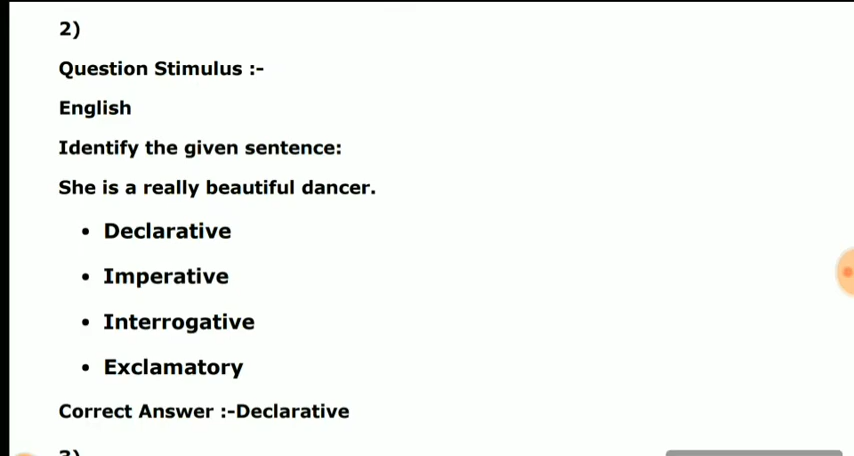 2)
Question Stimulus :-
English
Identify the given sentence:
She is a really beautiful dancer.
• Declarative
• Imperative
• Interrogative
• Exclamatory
Correct Answer :-Declarative